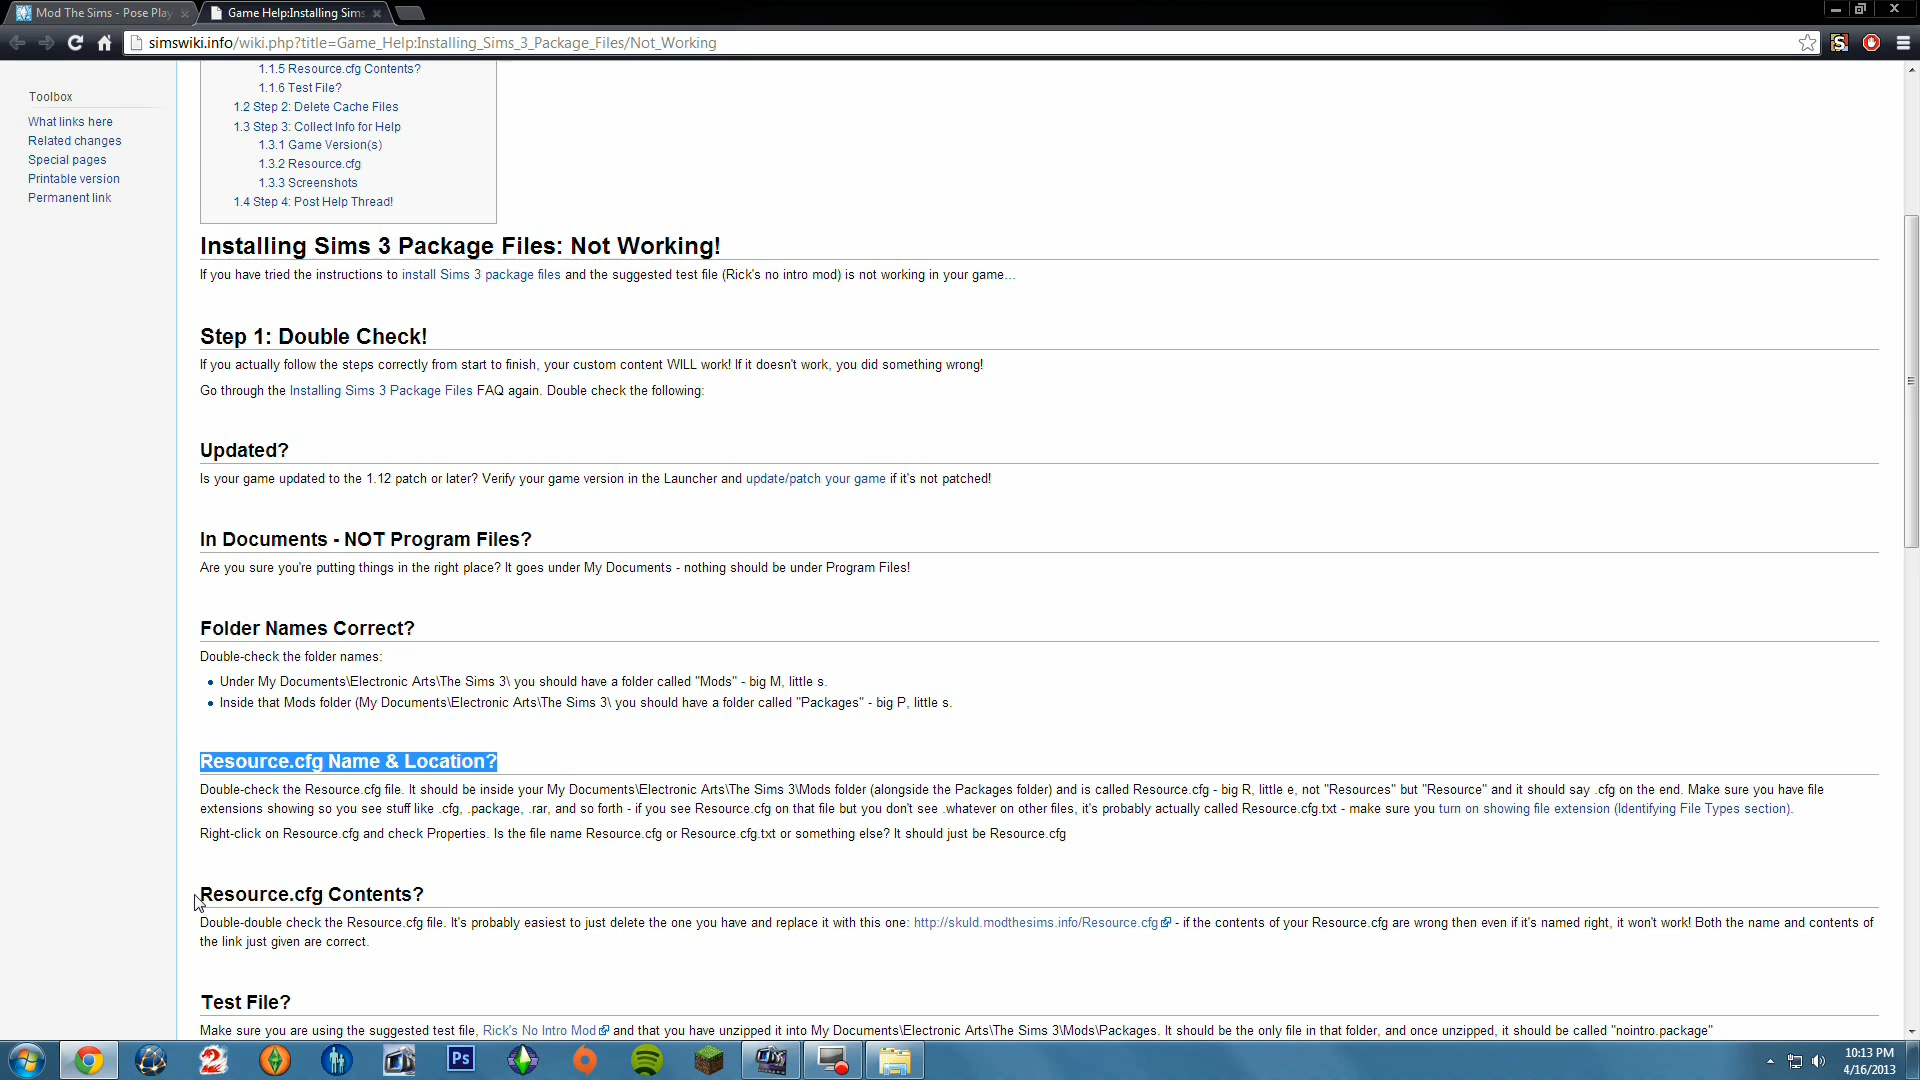 Mod The Sims - Pose Play
Game Help:Installing Sims
simswiki.info/wiki.php?title=Game_Help:Installing_Sims_3_Package_Files/Not_Working
Toolbox
What links here
Related changes
Special pages
Printable version
Permanent link
1.1.5 Resource.cfg Contents?
1.1.6 Test File?
1.2 Step 2: Delete Cache Files
1.3 Step 3: Collect Info for Help
1.3.1 Game Version(s)
1.3.2 Resource.cfg
1.3.3 Screenshots
1.4 Step 4: Post Help Thread!
Installing Sims 3 Package Files: Not Working!
If you have tried the instructions to install Sims 3 package files and the suggested test file (Rick's no intro mod) is not working in your game...
Step 1: Double Check!
If you actually follow the steps correctly from start to finish, your custom content WILL work! If it doesn't work, you did something wrong!
Go through the Installing Sims 3 Package Files FAQ again. Double check the following:
Updated?
Is your game updated to the 1.12 patch or later? Verify your game version in the Launcher and update/patch your game if it's not patched!
In Documents - NOT Program Files?
Are you sure you're putting things in the right place? It goes under My Documents - nothing should be under Program Files!
Folder Names Correct?
Double-check the folder names:
Under My Documents\Electronic Arts\The Sims 3\ you should have a folder called "Mods" - big M, little s.
Inside that Mods folder (My Documents\Electronic Arts\The Sims 3\ you should have a folder called "Packages" - big P, little s.
Resource.cfg Name & Location?
Double-check the Resource.cfg file. It should be inside your My Documents\Electronic Arts\The Sims 3\Mods folder (alongside the Packages folder) and is called Resource.cfg - big R, little e, not "Resources" but "Resource" and it should say .cfg on the end. Make sure you have file
extensions showing so you see stuff like .cfg, .package, .rar, and so forth - if you see Resource.cfg on that file but you don't see .whatever on other files, it's probably actually called Resource.cfg.txt - make sure you turn on showing file extension (Identifying File Types section).
Right-click on Resource.cfg and check Properties. Is the file name Resource.cfg or Resource.cfg.txt or something else? It should just be Resource.cfg
Resource.cfg Contents?
Double-double check the Resource.cfg file. It's probably easiest to just delete the one you have and replace it with this one: http://skuld.modthesims.info/Resource.cfg - if the contents of your Resource.cfg are wrong then even if it's named right, it won't work! Both the name and contents of
the link just given are correct.
Test File?
Make sure you are using the suggested test file, Rick's No Intro Mod and that you have unzipped it into My Documents\Electronic Arts\The Sims 3\Mods\Packages. It should be the only file in that folder, and once unzipped, it should be called "nointro.package"
2
Ps
10:13 PM
4/16/2013